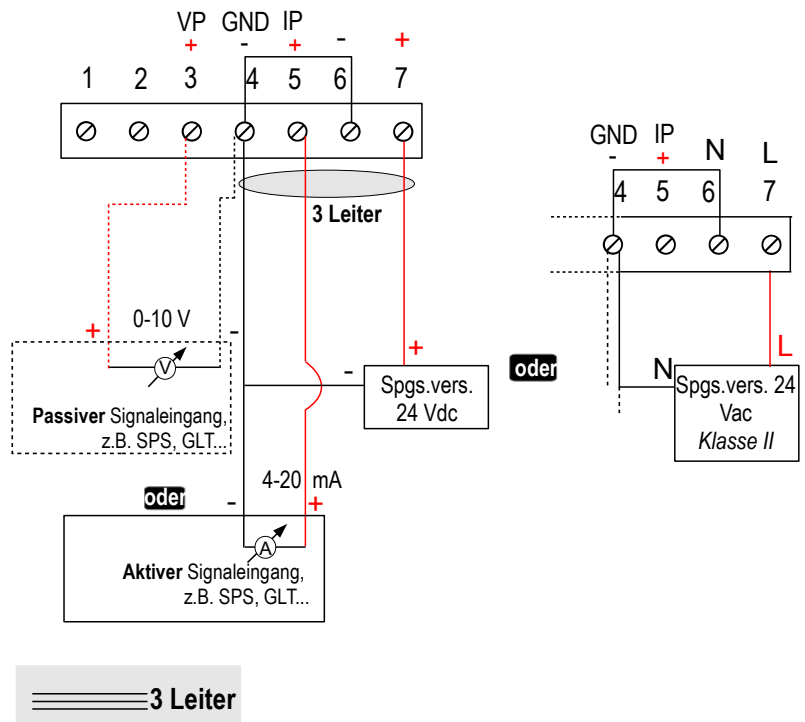 VP GND IP
+ - + - +
1 2 3 4 5 6 7
3 Leiter
0-10 V
+ -
V
Passiver Signaleingang,
z.B. SPS, GLT...
- +
Spgs.vers.
24 Vdc
oder
4-20 mA
oder
- +
A
Aktiver Signaleingang,
z.B. SPS, GLT...
GND IP N L
- +
4 5 6 7
N L
Spgs.vers. 24
Vac
Klasse II
3 Leiter